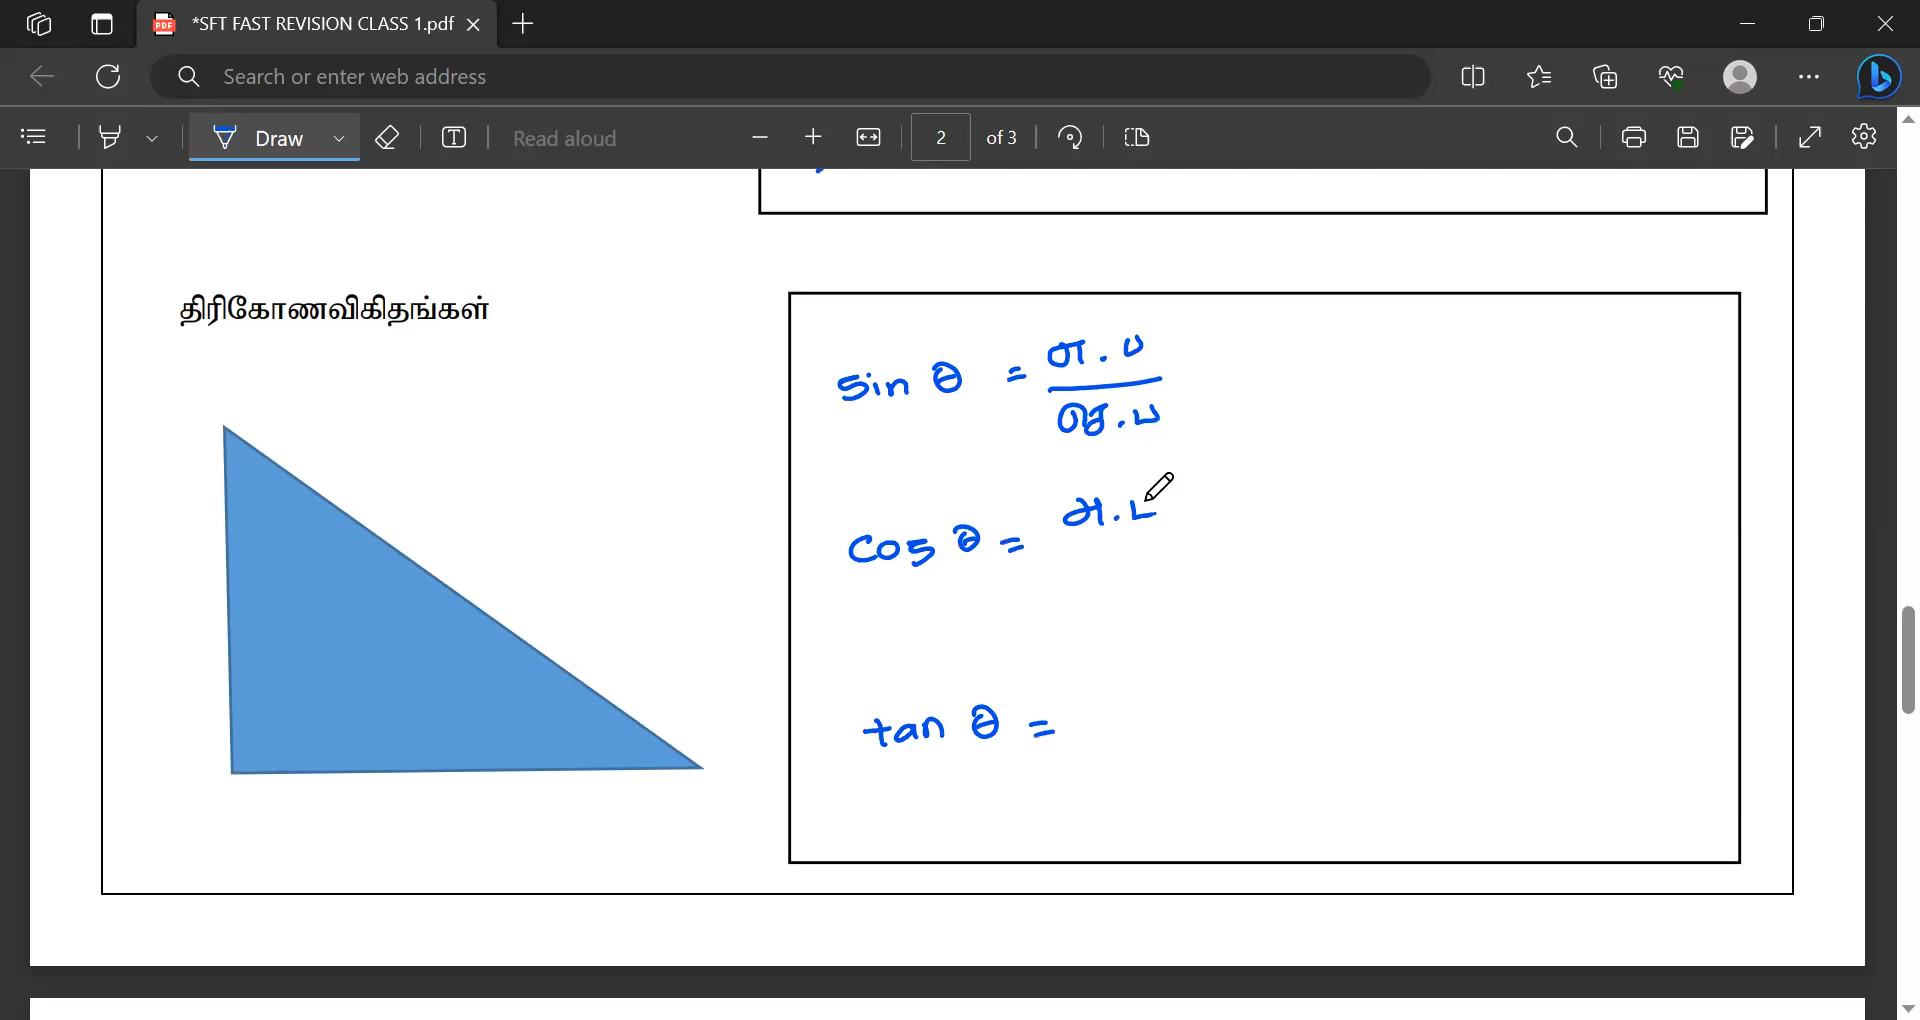 *SFT FAST REVISION CLASS 1.pdf
Search or enter web address
Draw
Read aloud
2 of 3
திரிகோணவிகிதங்கள்
sin θ = எ.ப / செ.ப
cos θ = அ.ட
tan θ =